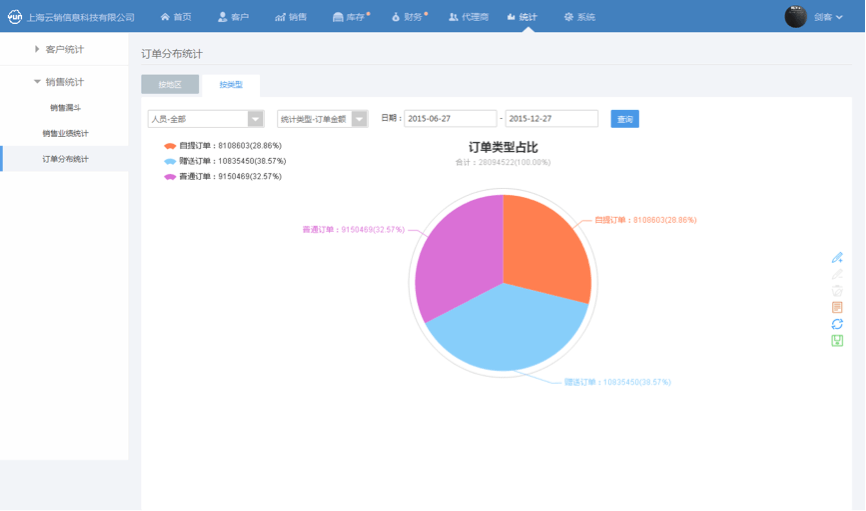 上海云销信息科技有限公司 首页 客户 销售 库存 财务 代理商 统计 系统 剑客
客户统计
销售统计
销售漏斗
销售业绩统计
订单分布统计
订单分布统计
按地区 按类型
人员-全部 统计类型-订单金额 日期：2015-06-27 - 2015-12-27 查询
自提订单：8108603(28.86%)
赠送订单：10835450(38.57%)
普通订单：9150469(32.57%)
订单类型占比
合计：28094522(100.00%)
自提订单：8108603(28.86%)
普通订单：9150469(32.57%)
赠送订单：10835450(38.57%)